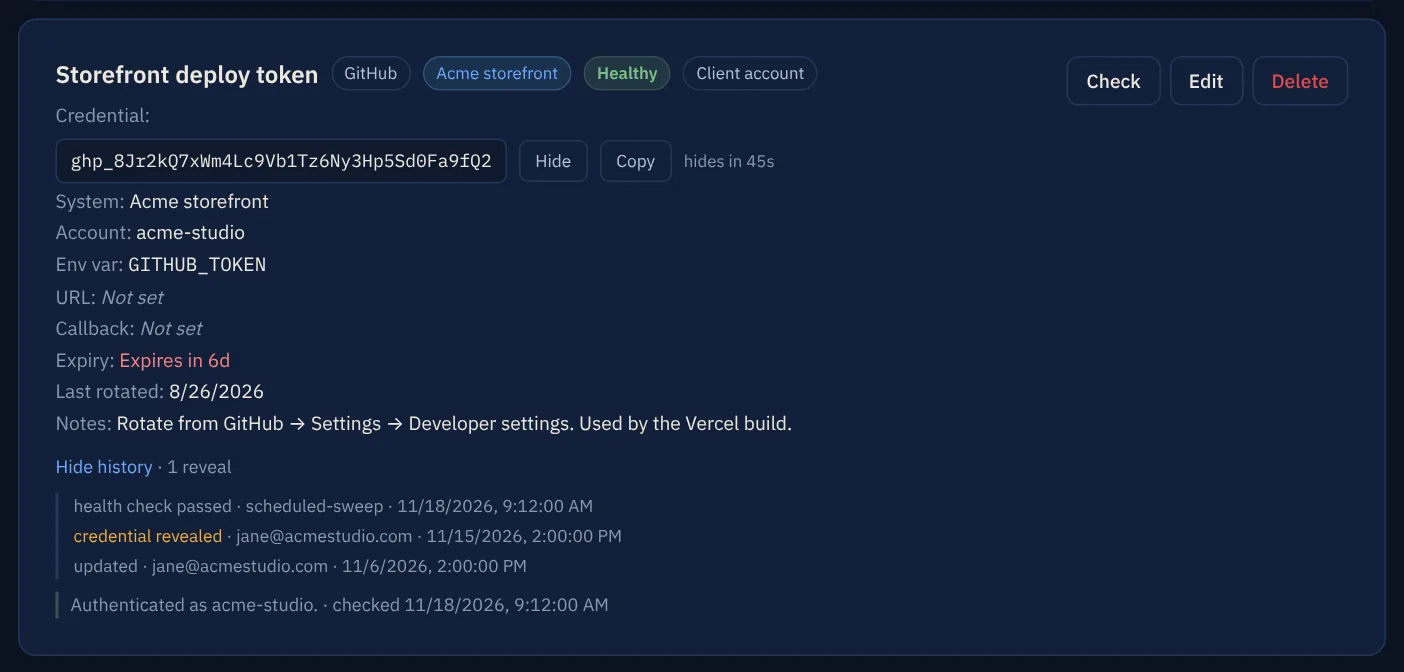 Storefront deploy token GitHub Acme storefront Healthy Client account Check Edit Delete
Credential:
ghp_8Jr2kQ7xWm4Lc9Vb1Tz6Ny3Hp5Sd0Fa9fQ2 Hide Copy hides in 45s
System: Acme storefront
Account: acme-studio
Env var: GITHUB_TOKEN
URL: Not set
Callback: Not set
Expiry: Expires in 6d
Last rotated: 8/26/2026
Notes: Rotate from GitHub → Settings → Developer settings. Used by the Vercel build.
Hide history · 1 reveal
health check passed · scheduled-sweep · 11/18/2026, 9:12:00 AM
credential revealed · jane@acmestudio.com · 11/15/2026, 2:00:00 PM
updated · jane@acmestudio.com · 11/6/2026, 2:00:00 PM
Authenticated as acme-studio. · checked 11/18/2026, 9:12:00 AM